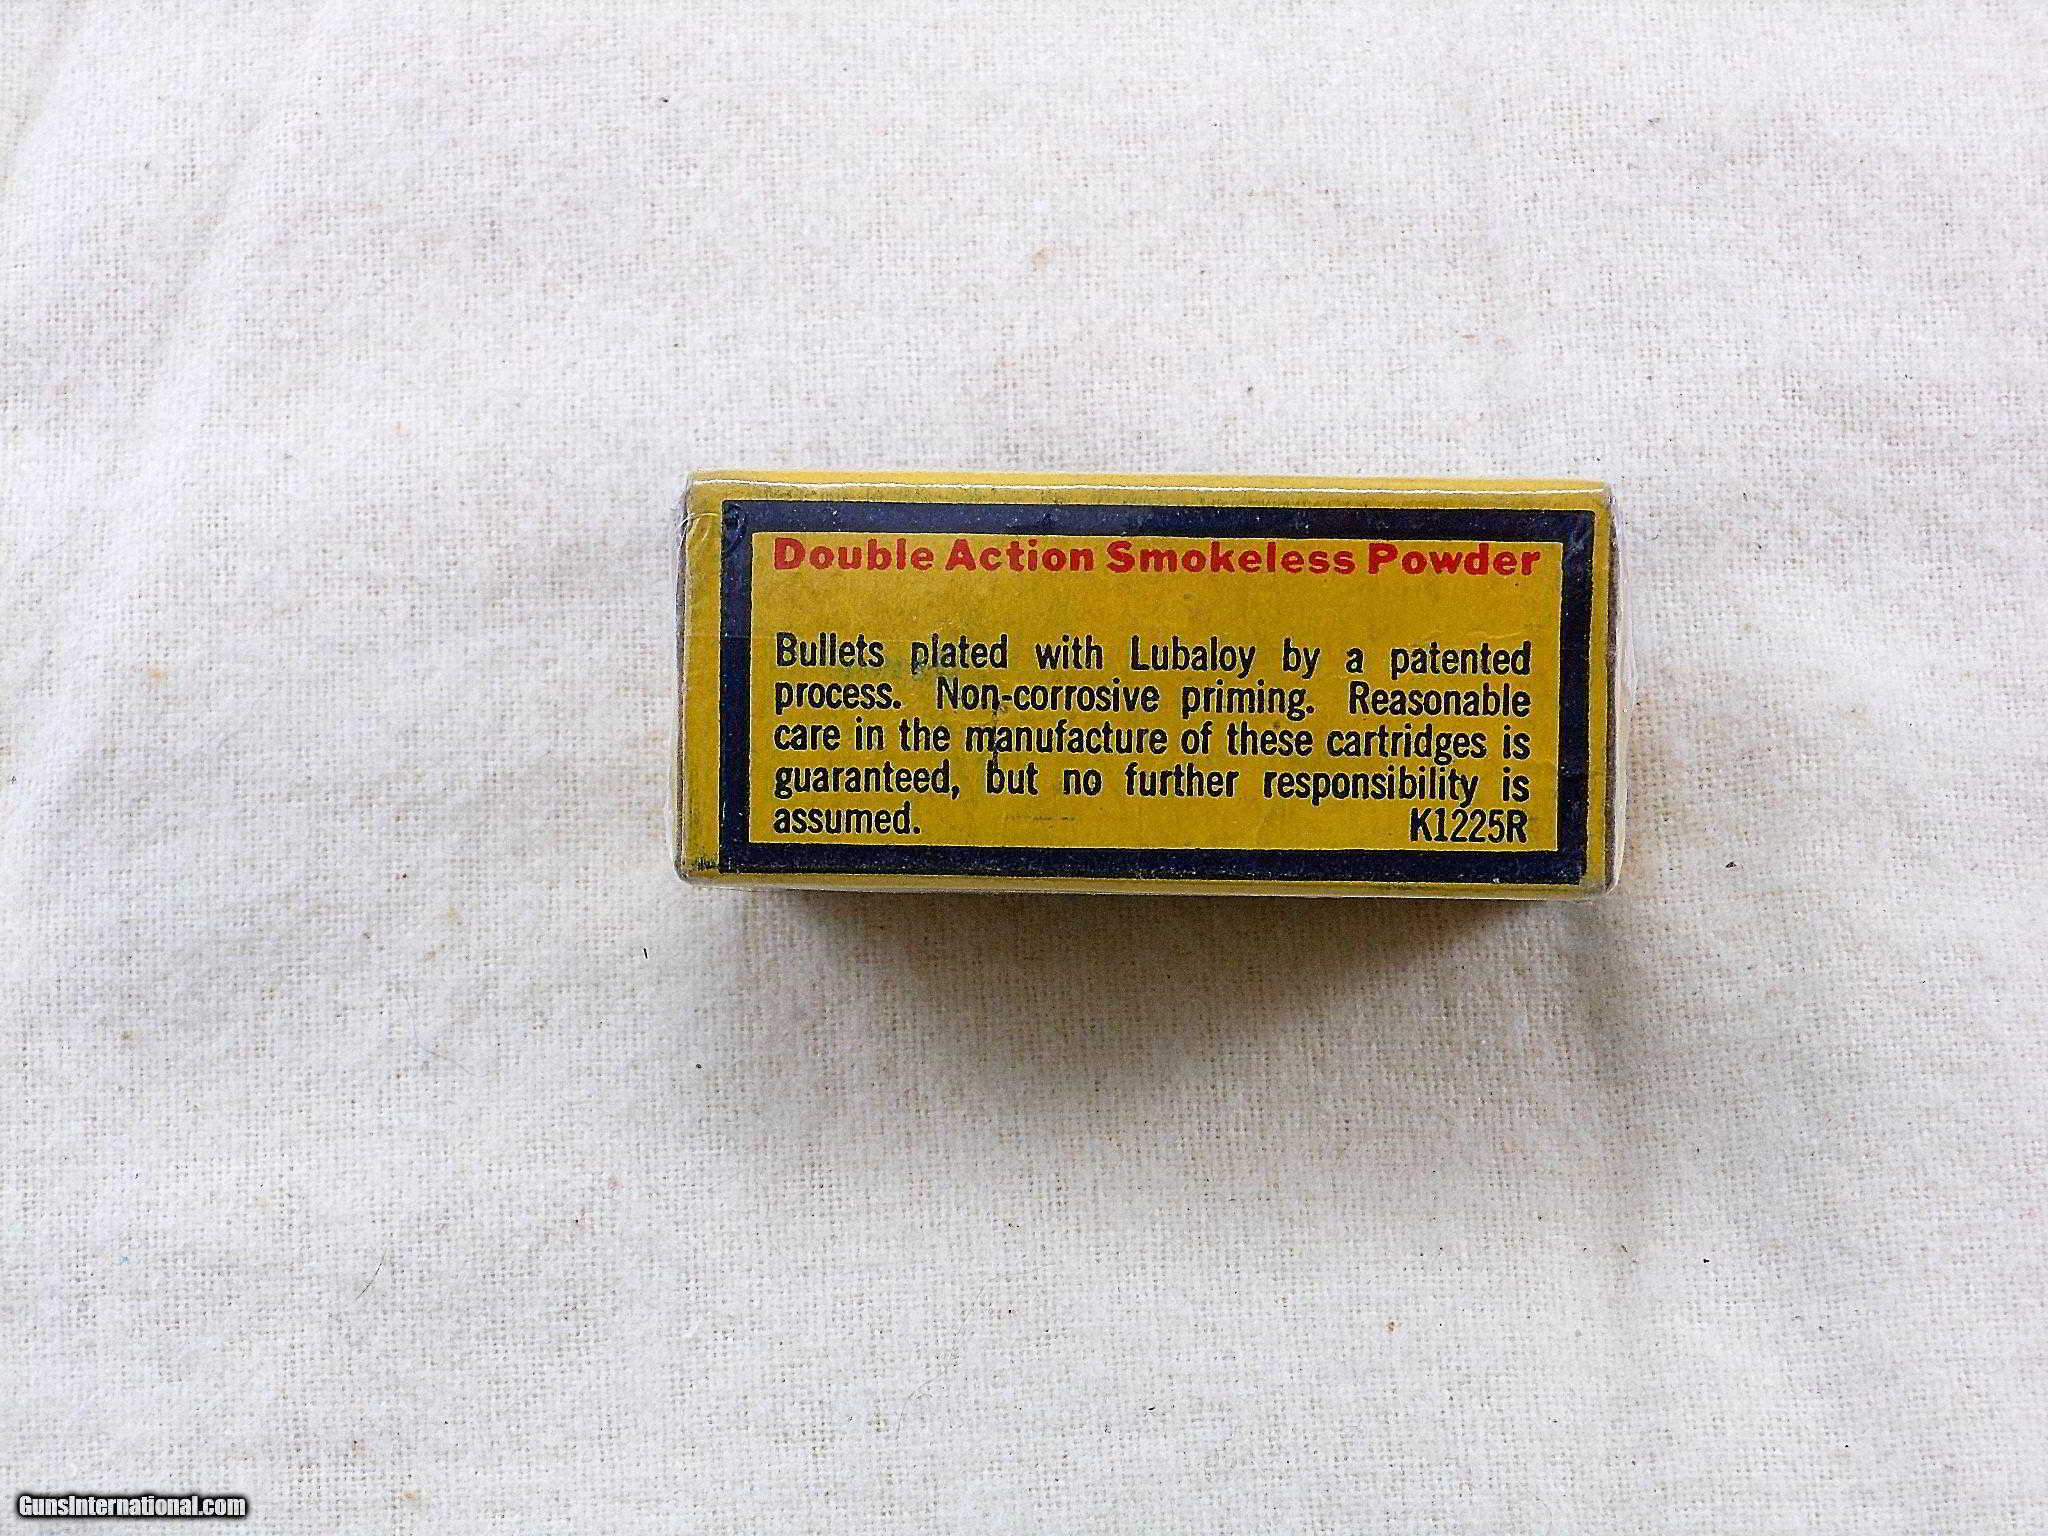 Double Action Smokeless Powder
Bullets plated with Lubaloy by a patented
process. Non-corrosive priming. Reasonable
care in the manufacture of these cartridges is
guaranteed, but no further responsibility is
assumed. K1225R
GunsInternational.com